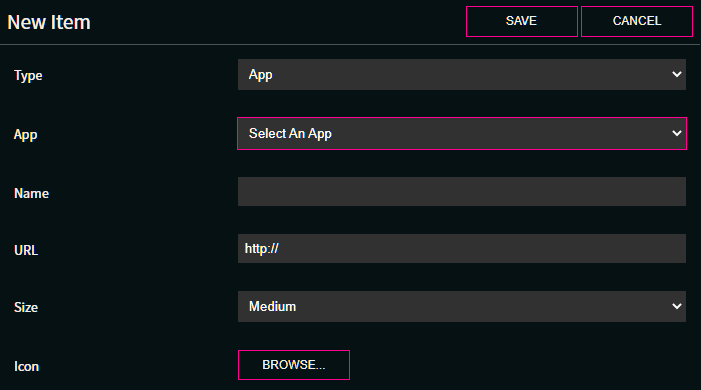 New Item
SAVE
CANCEL
Type
App
App
Select An App
Name
URL
http://
Size
Medium
Icon
BROWSE...